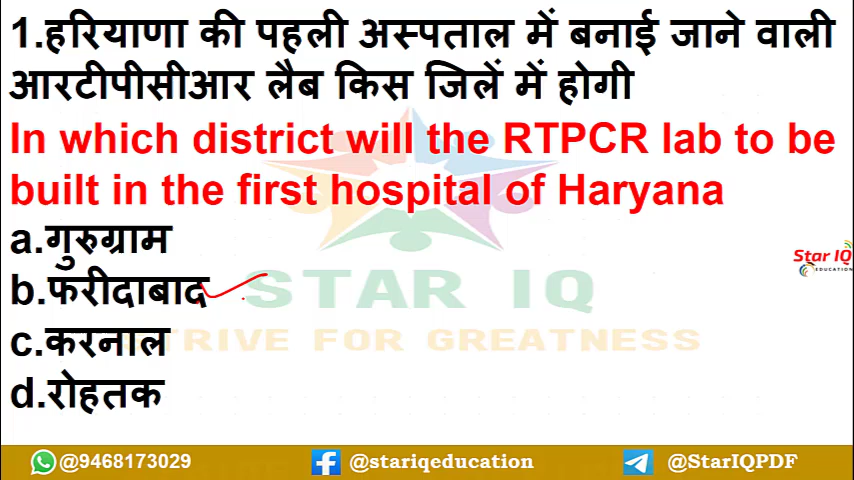 1.हरियाणा की पहली अस्पताल में बनाई जाने वाली
आरटीपीसीआर लैब किस जिलें में होगी
In which district will the RTPCR lab to be
built in the first hospital of Haryana
a.गुरुग्राम
b.फरीदाबाद
c.करनाल
d.रोहतक
STAR IQ
STRIVE FOR GREATNESS
Star IQ
EDUCATION
@9468173029
@stariqeducation
@StarIQPDF